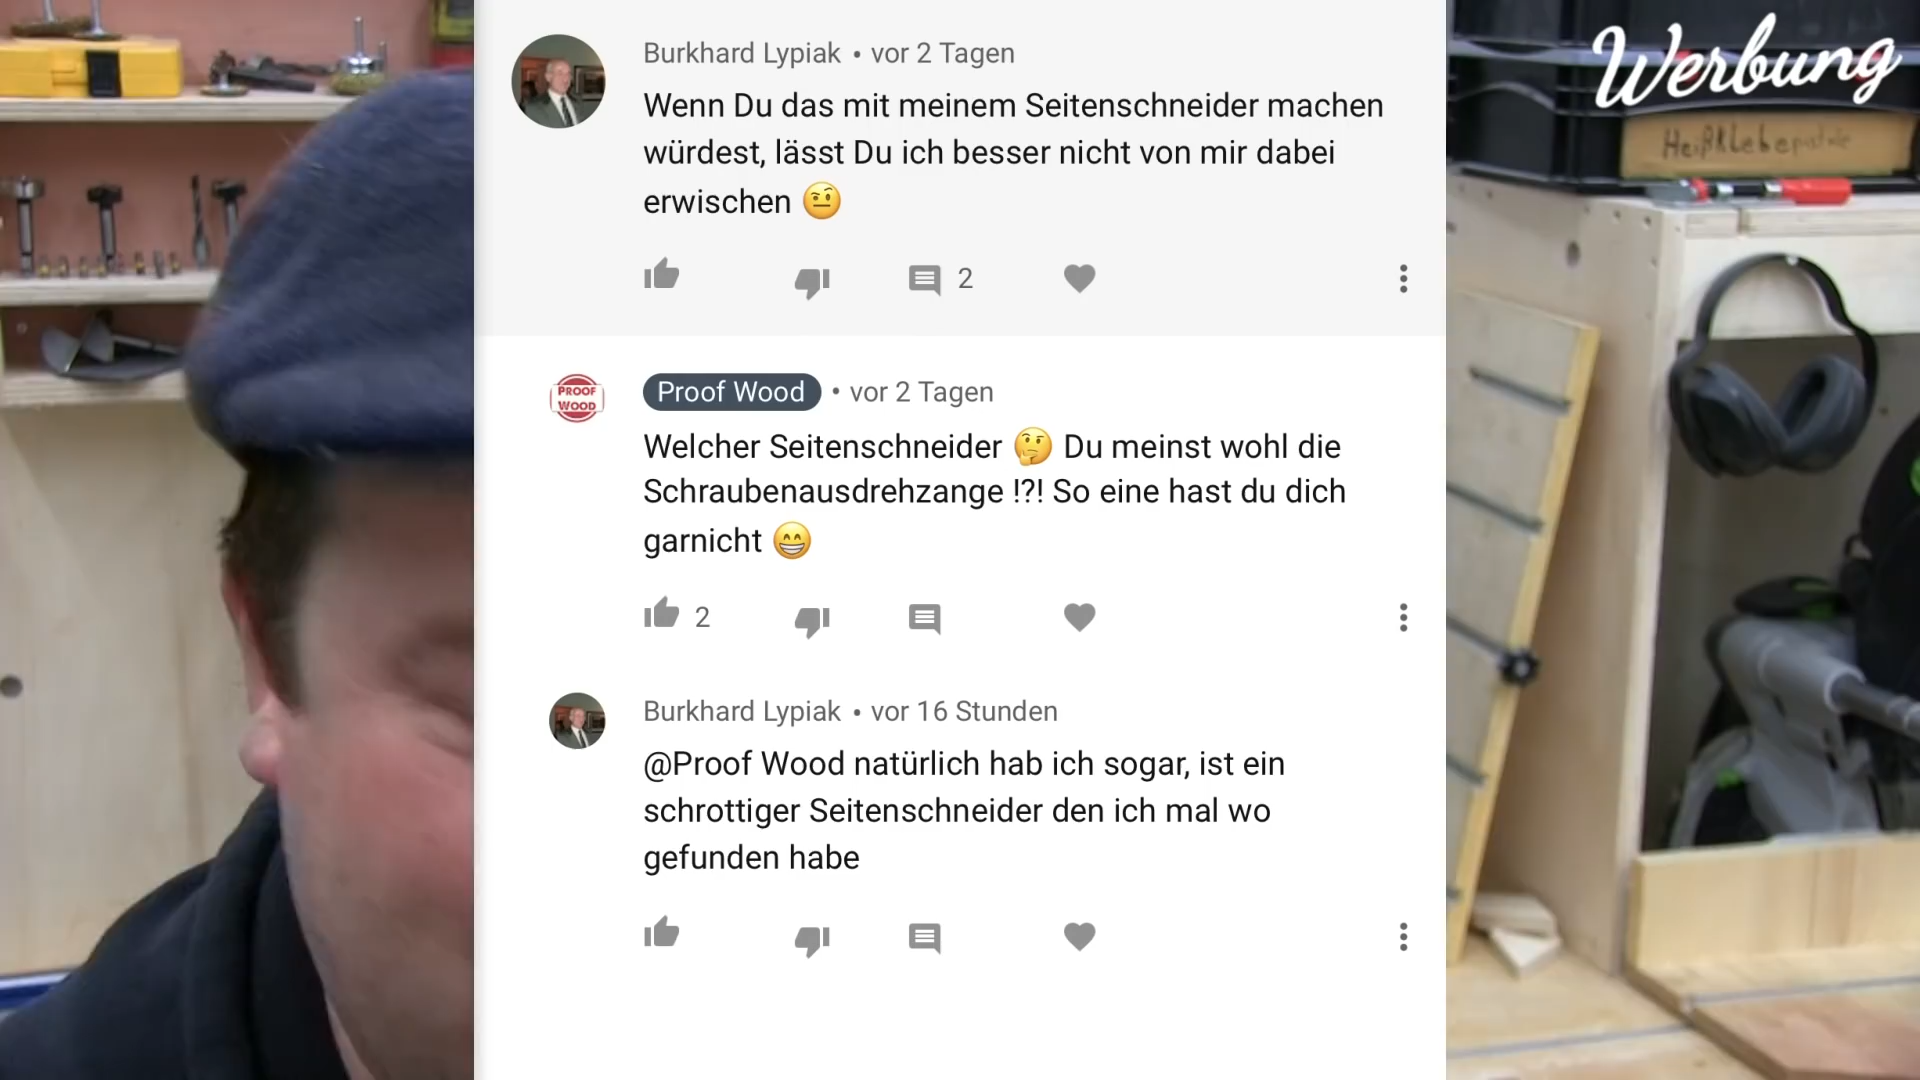 Burkhard Lypiak • vor 2 Tagen
Wenn Du das mit meinem Seitenschneider machen
würdest, lässt Du ich besser nicht von mir dabei
erwischen 🤨
2
PROOF
WOOD
Proof Wood • vor 2 Tagen
Welcher Seitenschneider 🤔 Du meinst wohl die
Schraubenausdrehzange !?! So eine hast du dich
garnicht 😁
2
Burkhard Lypiak • vor 16 Stunden
@Proof Wood natürlich hab ich sogar, ist ein
schrottiger Seitenschneider den ich mal wo
gefunden habe
Werbung
Heißklebepistole